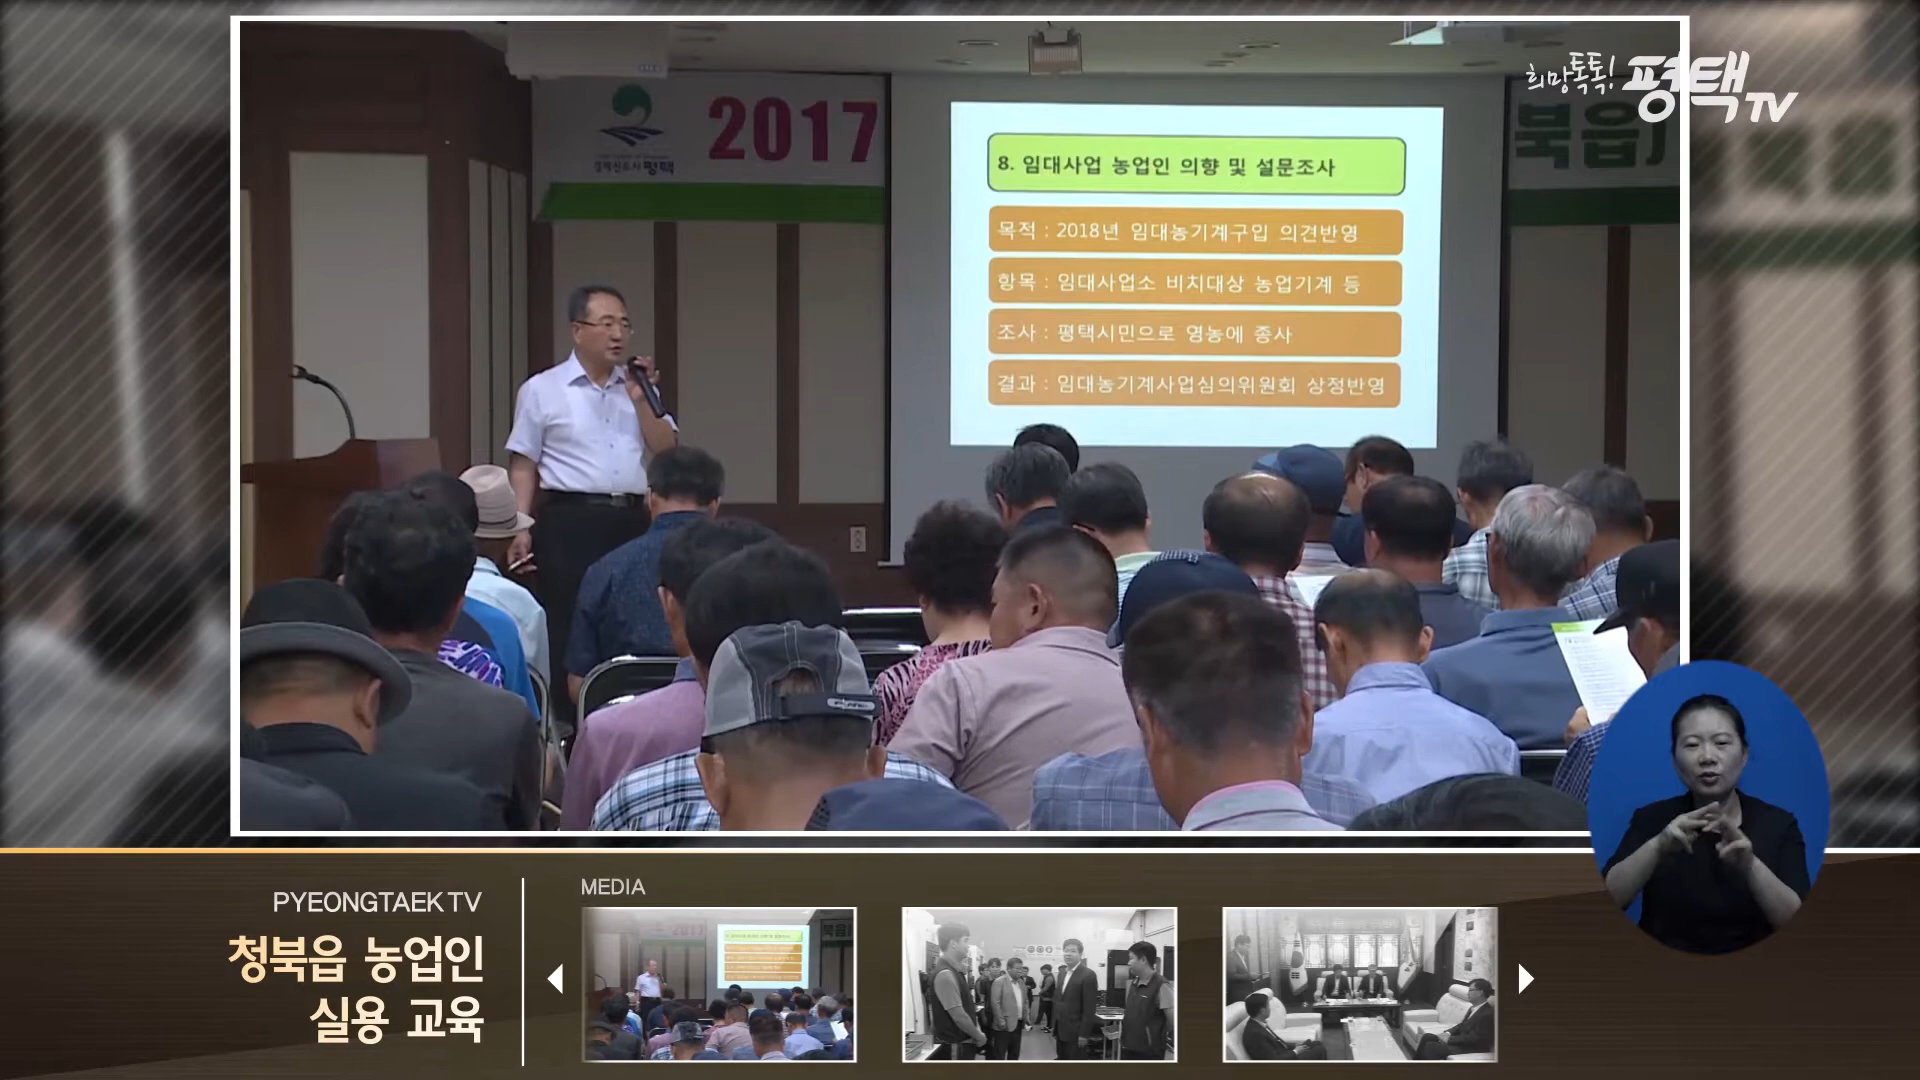 희망톡톡! 평택TV
2017
북읍
평택
8. 임대사업 농업인 의향 및 설문조사
목적 : 2018년 임대농기계구입 의견반영
항목 : 임대사업소 비치대상 농업기계 등
조사 : 평택시민으로 영농에 종사
결과 : 임대농기계사업심의위원회 상정반영
PYEONGTAEK TV
청북읍 농업인
실용 교육
MEDIA